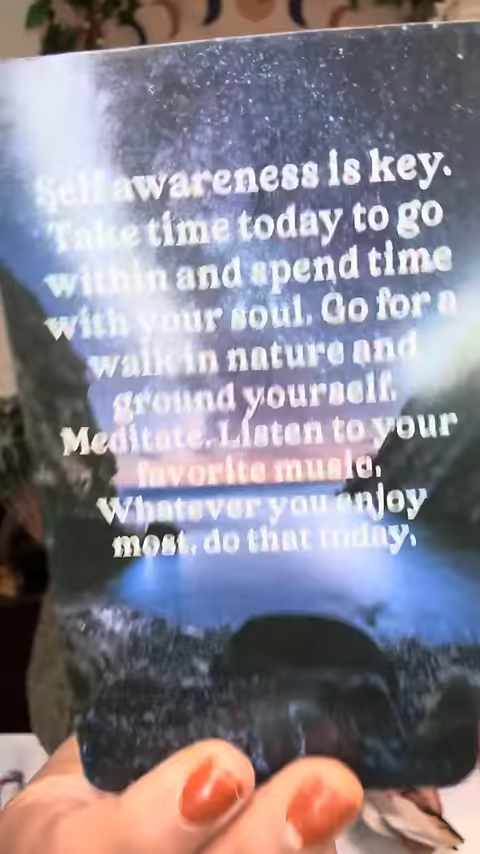 Self awareness is key.
Take time today to go
within and spend time
with your soul. Go for a
walk in nature and
ground yourself.
Meditate. Listen to your
favorite music,
Whatever you enjoy
most, do that today.